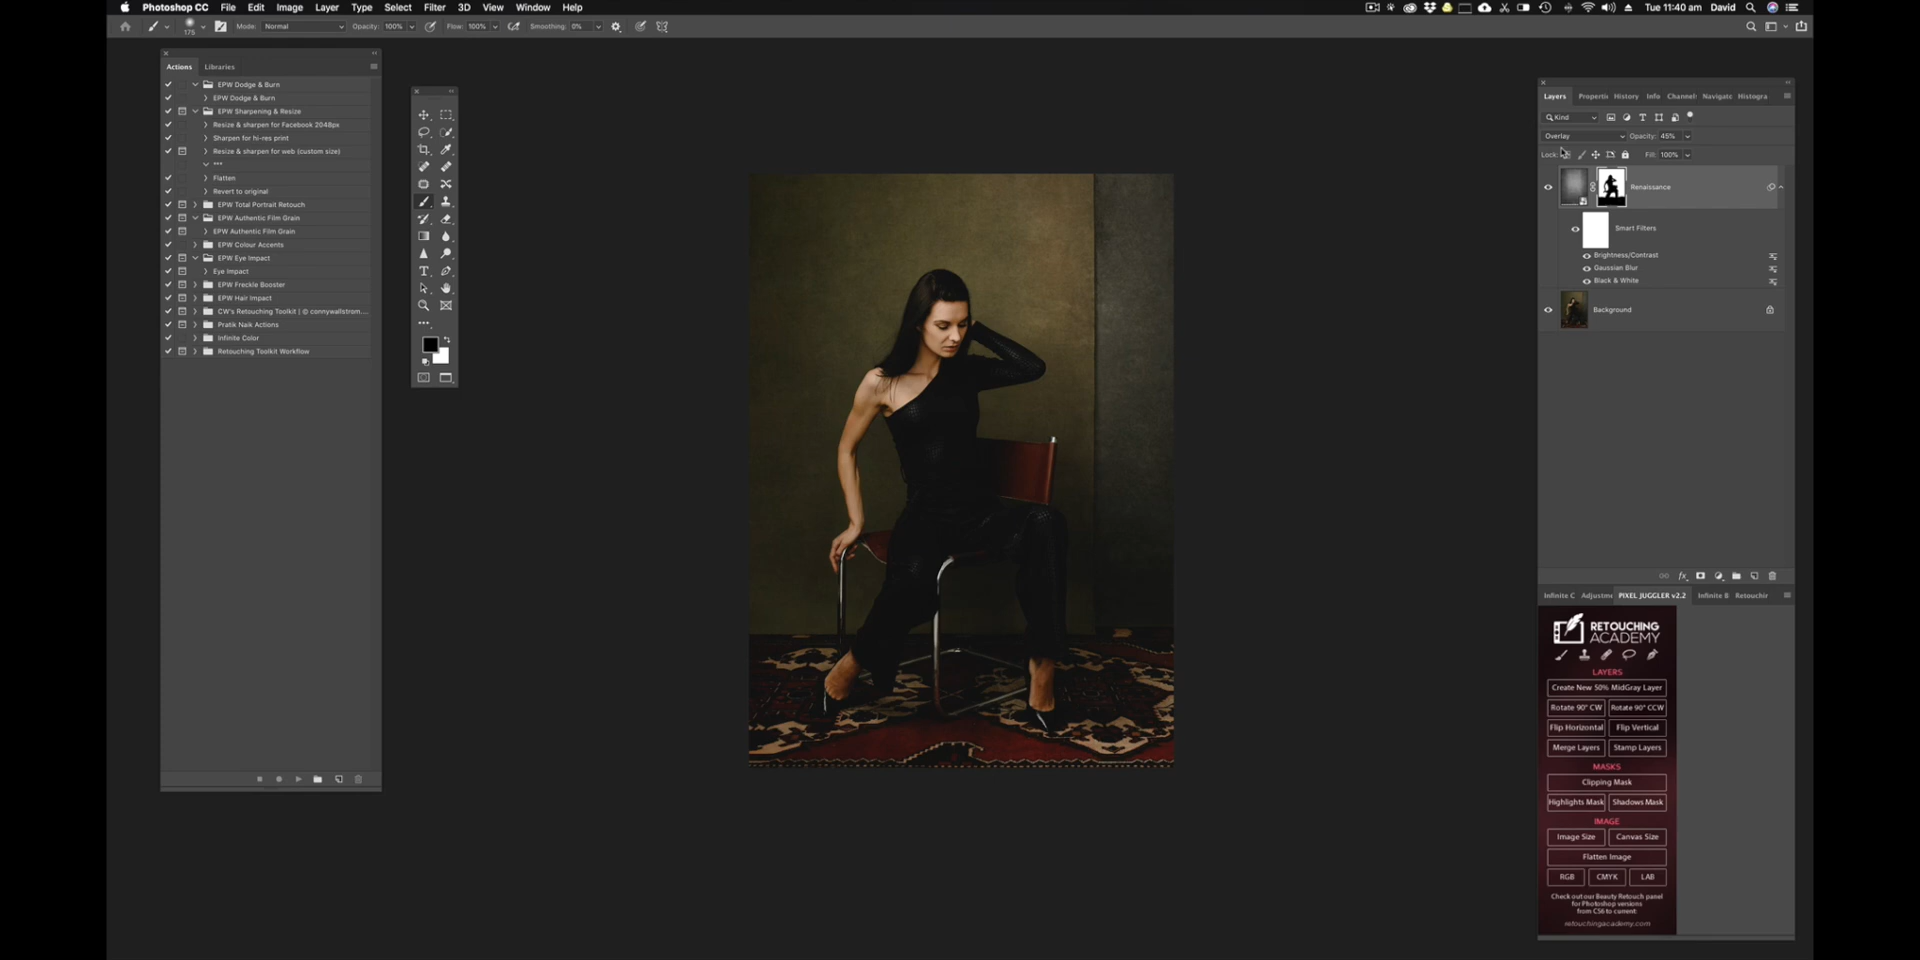 Photoshop CC File Edit Image Layer Type Select Filter 3D View Window Help Tue 11:40 am David
175 Mode: Normal Opacity: 100% Flow: 100% Smoothing: 0%
Actions Libraries
EPW Dodge & Burn
EPW Dodge & Burn
EPW Sharpening & Resize
Resize & sharpen for Facebook 2048px
Sharpen for hi-res print
Resize & sharpen for web (custom size)
***
Flatten
Revert to original
EPW Total Portrait Retouch
EPW Authentic Film Grain
EPW Authentic Film Grain
EPW Colour Accents
EPW Eye Impact
Eye Impact
EPW Freckle Booster
EPW Hair Impact
CW's Retouching Toolkit | @ connywallstrom....
Pratik Naik Actions
Infinite Color
Retouching Toolkit Workflow
Layers Properti History Info Channel Navigatc Histogra
Kind
Overlay Opacity: 45%
Lock: Fill: 100%
Renaissance
Smart Filters
Brightness/Contrast
Gaussian Blur
Black & White
Background
Infinite C Adjustme PIXEL JUGGLER v2.2 Infinite B Retouchir
RETOUCHING
ACADEMY
LAYERS
Create New 50% MidGray Layer
Rotate 90° CW Rotate 90° CCW
Flip Horizontal Flip Vertical
Merge Layers Stamp Layers
MASKS
Clipping Mask
Highlights Mask Shadows Mask
IMAGE
Image Size Canvas Size
Flatten Image
RGB CMYK LAB
Check out our Beauty Retouch panel
for Photoshop versions
from CS6 to current:
retouchingacademy.com